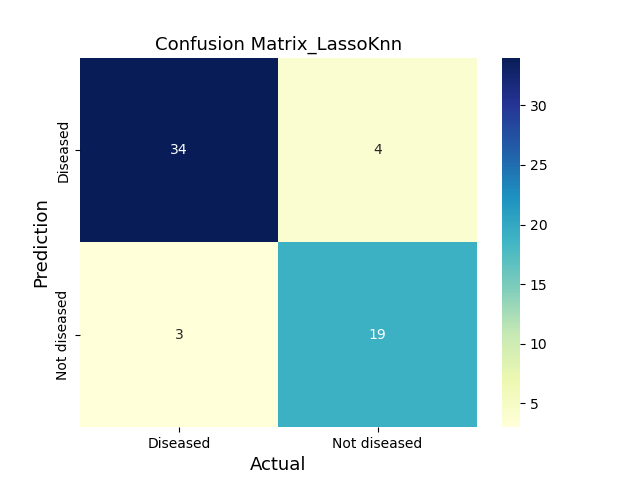 Confusion Matrix_LassoKnn
Prediction
Diseased
34
4
Not diseased
3
19
Diseased
Not diseased
Actual
30
25
20
15
10
5